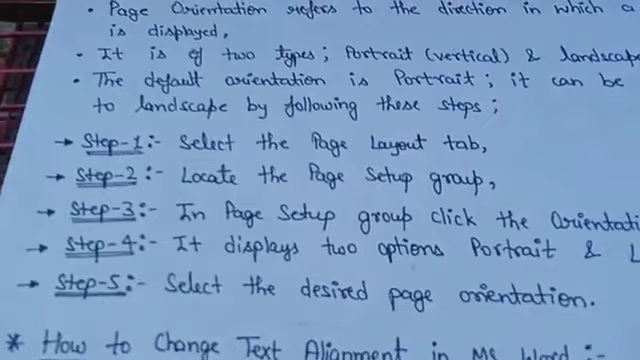 • Page Orientation refers to the direction in which a
is displayed,
• It is of two types; Portrait (vertical) & landscape
• The default orientation is Portrait; it can be
to landscape by following these steps;
→ Step-1:- Select the Page Layout tab,
→ Step-2:- Locate the Page Setup group,
→ Step-3:- In Page Setup group click the Orientati
→ Step-4:- It displays two options Portrait & L
→ Step-5:- Select the desired page orientation.
* How to Change Text Alignment in MS Word:-